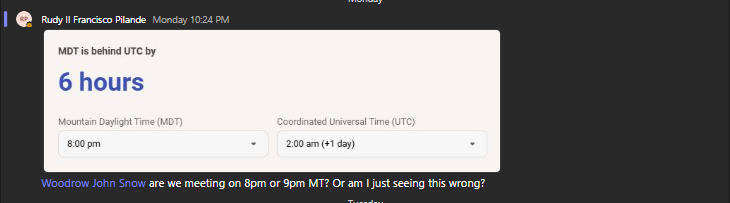 Monday
RP
Rudy II Francisco Pilande Monday 10:24 PM
MDT is behind UTC by
6 hours
Mountain Daylight Time (MDT) Coordinated Universal Time (UTC)
8:00 pm 2:00 am (+1 day)
Woodrow John Snow are we meeting on 8pm or 9pm MT? Or am I just seeing this wrong?
Tuesday